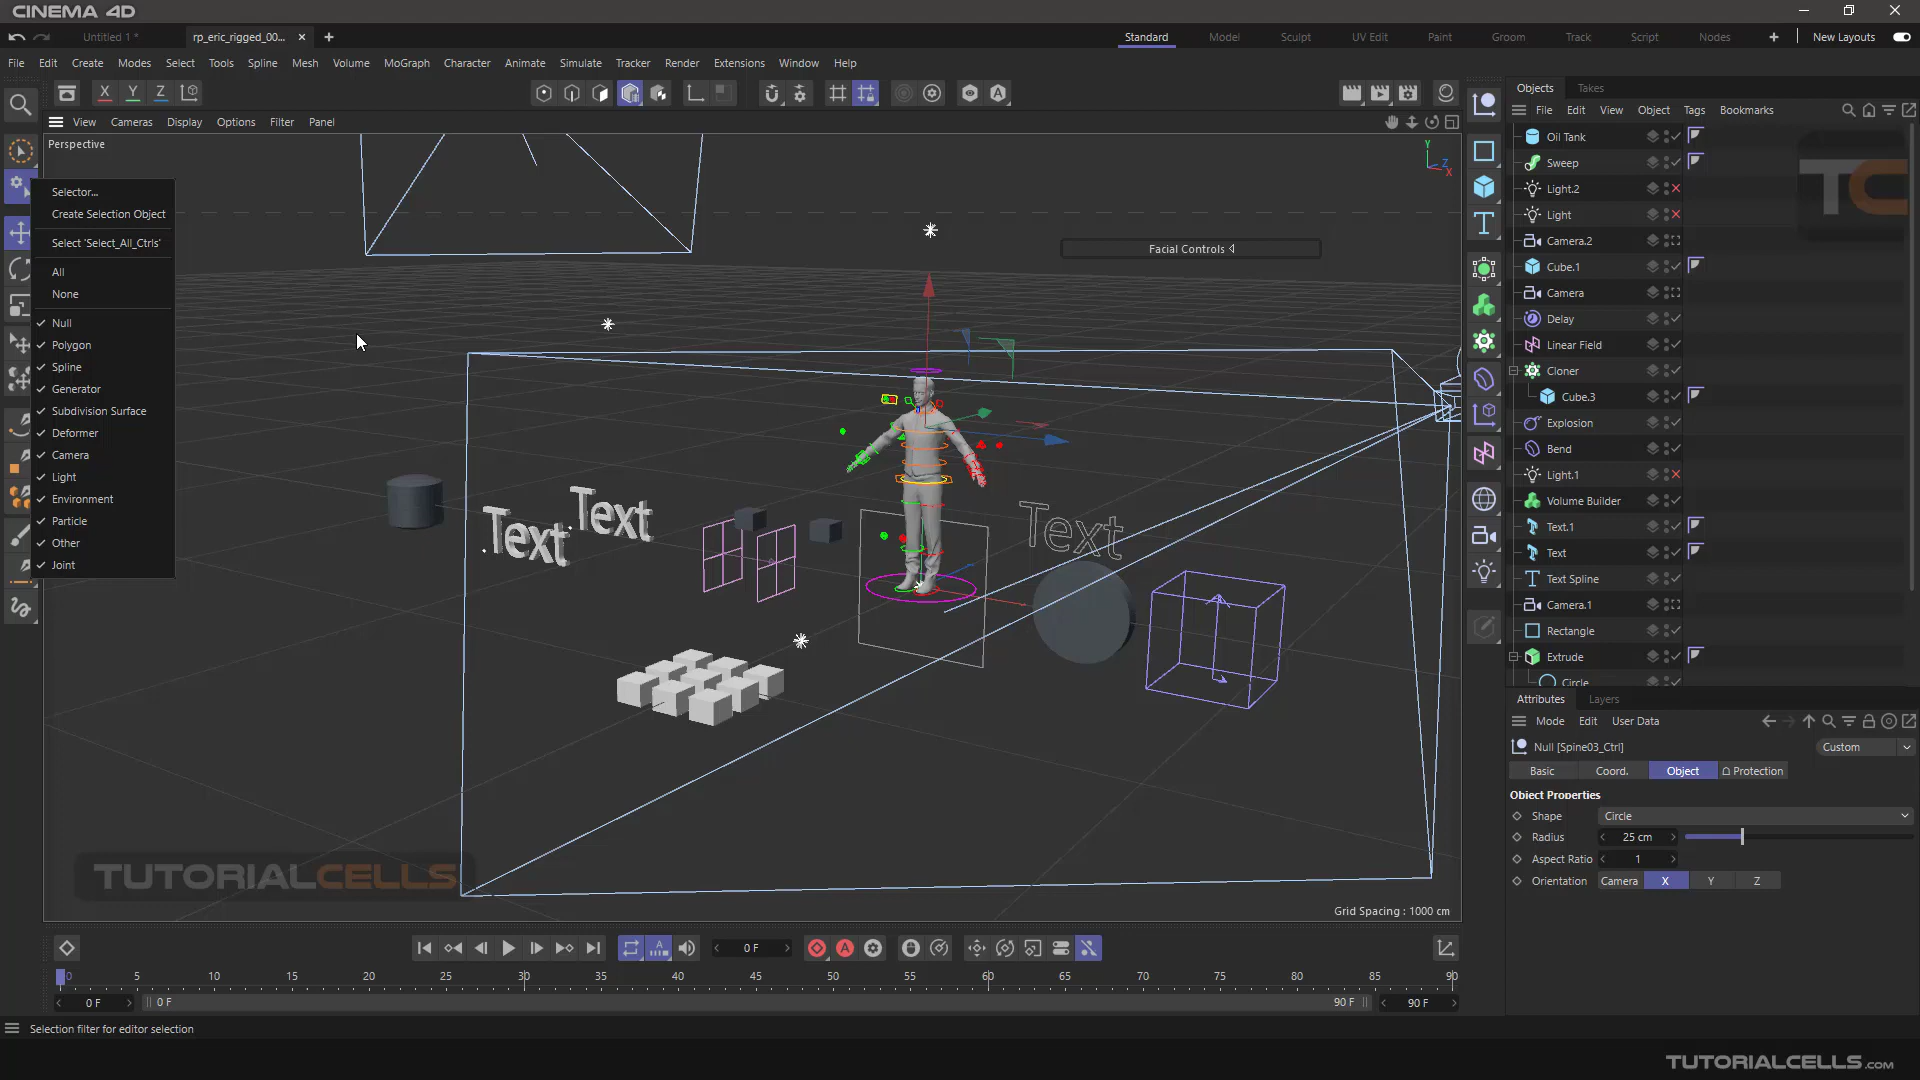 CINEMA 4D
Untitled 1 *
rp_eric_rigged_00...
Standard
Model
Sculpt
UV Edit
Paint
Groom
Track
Script
Nodes
New Layouts
File Edit Create Modes Select Tools Spline Mesh Volume MoGraph Character Animate Simulate Tracker Render Extensions Window Help
X Y Z
View Cameras Options Display Filter Panel
Perspective
Selector...
Create Selection Object
Select 'Select_All_Ctrls'
All
None
Null
Polygon
Spline
Generator
Subdivision Surface
Deformer
Camera
Light
Environment
Particle
Other
Joint
Facial Controls
Y
Z
X
Text
Text
Text
TUTORIALCELLS
Grid Spacing : 1000 cm
Objects Takes
File Edit View Object Tags Bookmarks
Oil Tank
Sweep
Light.2
Light
Camera.2
Cube.1
Camera
Delay
Linear Field
Cloner
Cube.3
Explosion
Bend
Light.1
Volume Builder
Text.1
Text
Text Spline
Camera.1
Rectangle
Extrude
Circle
TC
Attributes Layers
Mode Edit User Data
Null [Spine03_Ctrl]
Custom
Basic Coord. Object Protection
Object Properties
Shape Circle
Radius 25 cm
Aspect Ratio 1
Orientation Camera X Y Z
0 F
0 5 10 15 20 25 30 35 40 45 50 55 60 65 70 75 80 85 90
0 F 0 F 90 F 90 F
Selection filter for editor selection
TUTORIALCELLS.com